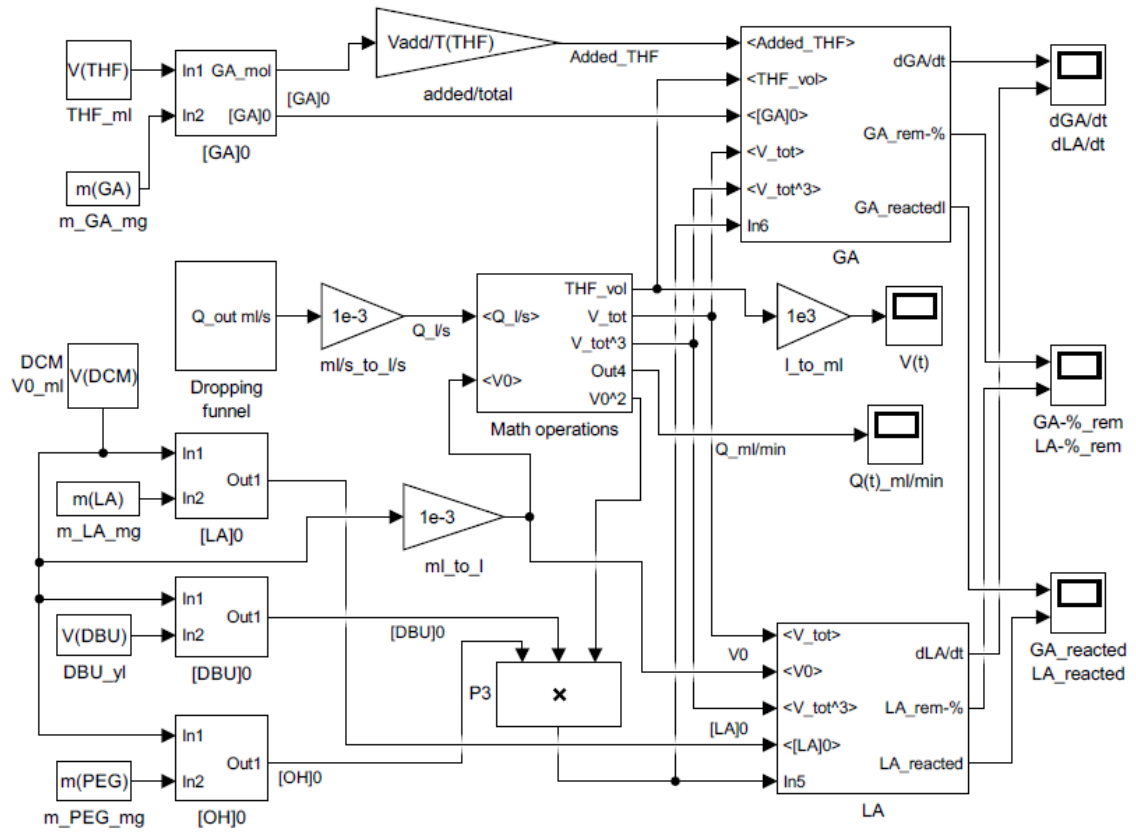 V(THF)
THF_ml
m(GA)
m_GA_mg
In1
GA_mol
In2
[GA]0
[GA]0
[GA]0
Vadd/T(THF)
added/total
Added_THF
<Added_THF>
<THF_vol>
<[GA]0>
<V_tot>
<V_tot^3>
In6
dGA/dt
GA_rem-%
GA_reactedl
GA
dGA/dt
dLA/dt
Q_out ml/s
Dropping
funnel
1e-3
ml/s_to_l/s
Q_l/s
<Q_l/s>
<V0>
THF_vol
V_tot
V_tot^3
Out4
V0^2
Math operations
1e3
l_to_ml
V(t)
Q_ml/min
Q(t)_ml/min
GA-%_rem
LA-%_rem
DCM
V0_ml
V(DCM)
m(LA)
m_LA_mg
In1
In2
Out1
[LA]0
1e-3
ml_to_l
V(DBU)
DBU_yl
In1
In2
Out1
[DBU]0
[DBU]0
P3
×
V0
m(PEG)
m_PEG_mg
In1
In2
Out1
[OH]0
[OH]0
[LA]0
<V_tot>
<V0>
<V_tot^3>
<[LA]0>
In5
dLA/dt
LA_rem-%
LA_reacted
LA
GA_reacted
LA_reacted